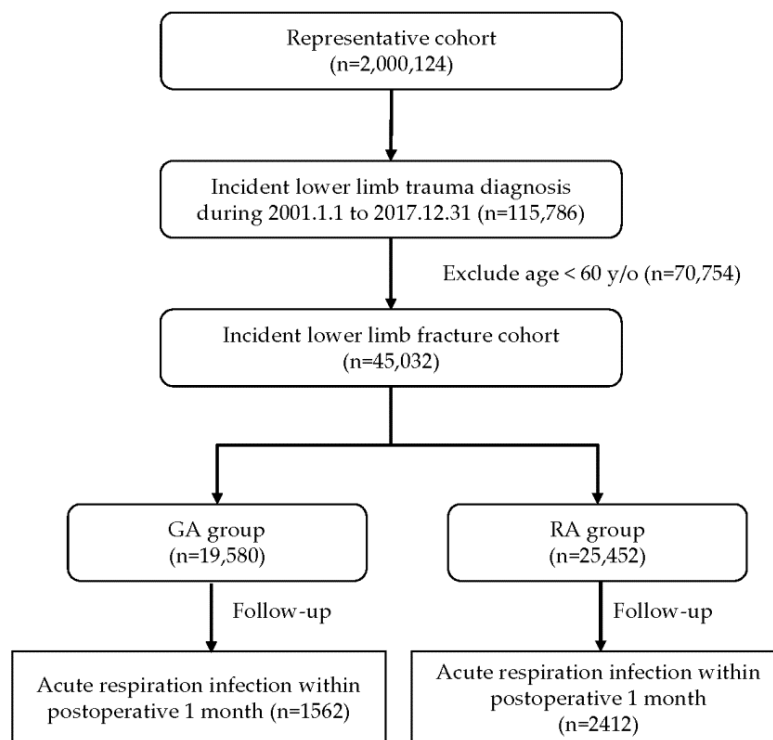 Representative cohort
(n=2,000,124)
Incident lower limb trauma diagnosis
during 2001.1.1 to 2017.12.31 (n=115,786)
Exclude age < 60 y/o (n=70,754)
Incident lower limb fracture cohort
(n=45,032)
GA group
(n=19,580)
RA group
(n=25,452)
Follow-up
Follow-up
Acute respiration infection within
postoperative 1 month (n=1562)
Acute respiration infection within
postoperative 1 month
(n=2412)